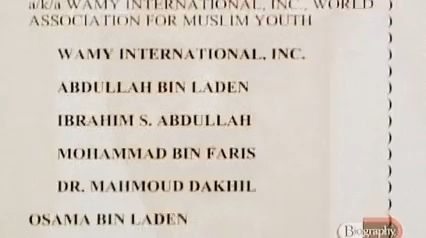 a/k/a WAMY INTERNATIONAL, INC., WORLD )
ASSOCIATION FOR MUSLIM YOUTH )
WAMY INTERNATIONAL, INC. )
ABDULLAH BIN LADEN )
IBRAHIM S. ABDULLAH )
MOHAMMAD BIN FARIS )
DR. MAHMOUD DAKHIL )
OSAMA BIN LADEN )
Biography